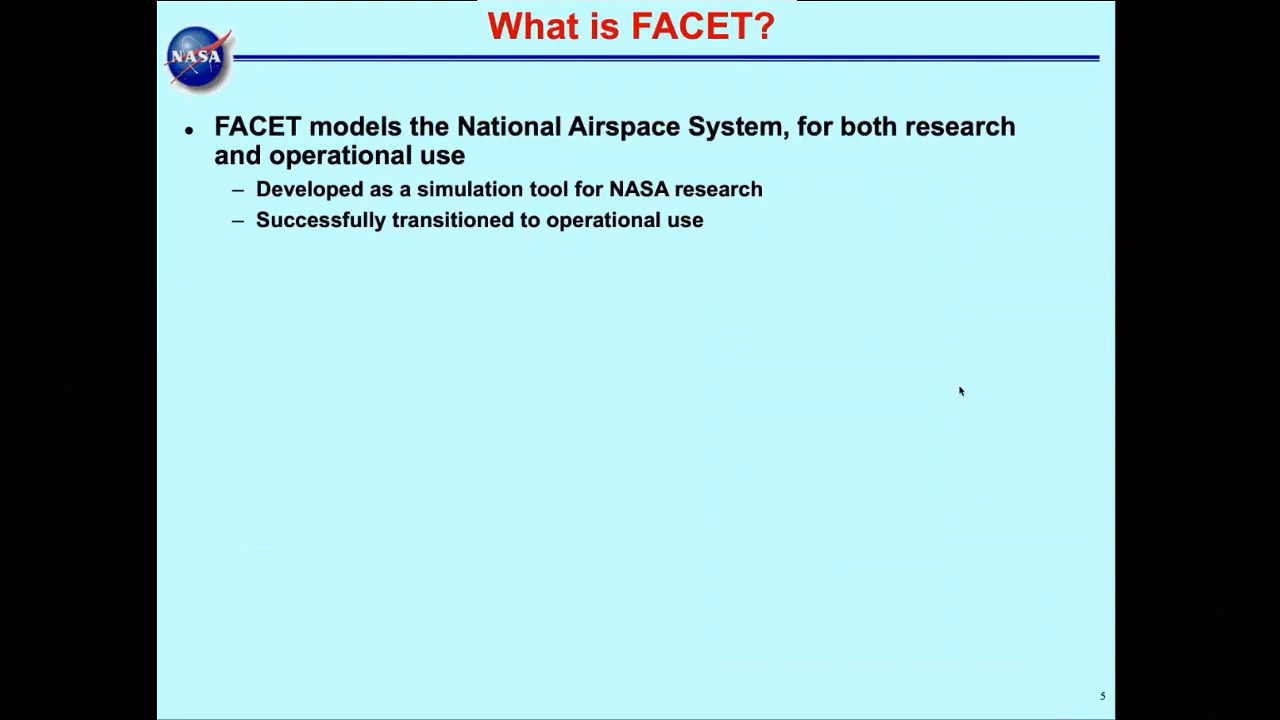 What is FACET?
NASA
• FACET models the National Airspace System, for both research
and operational use
– Developed as a simulation tool for NASA research
– Successfully transitioned to operational use
5